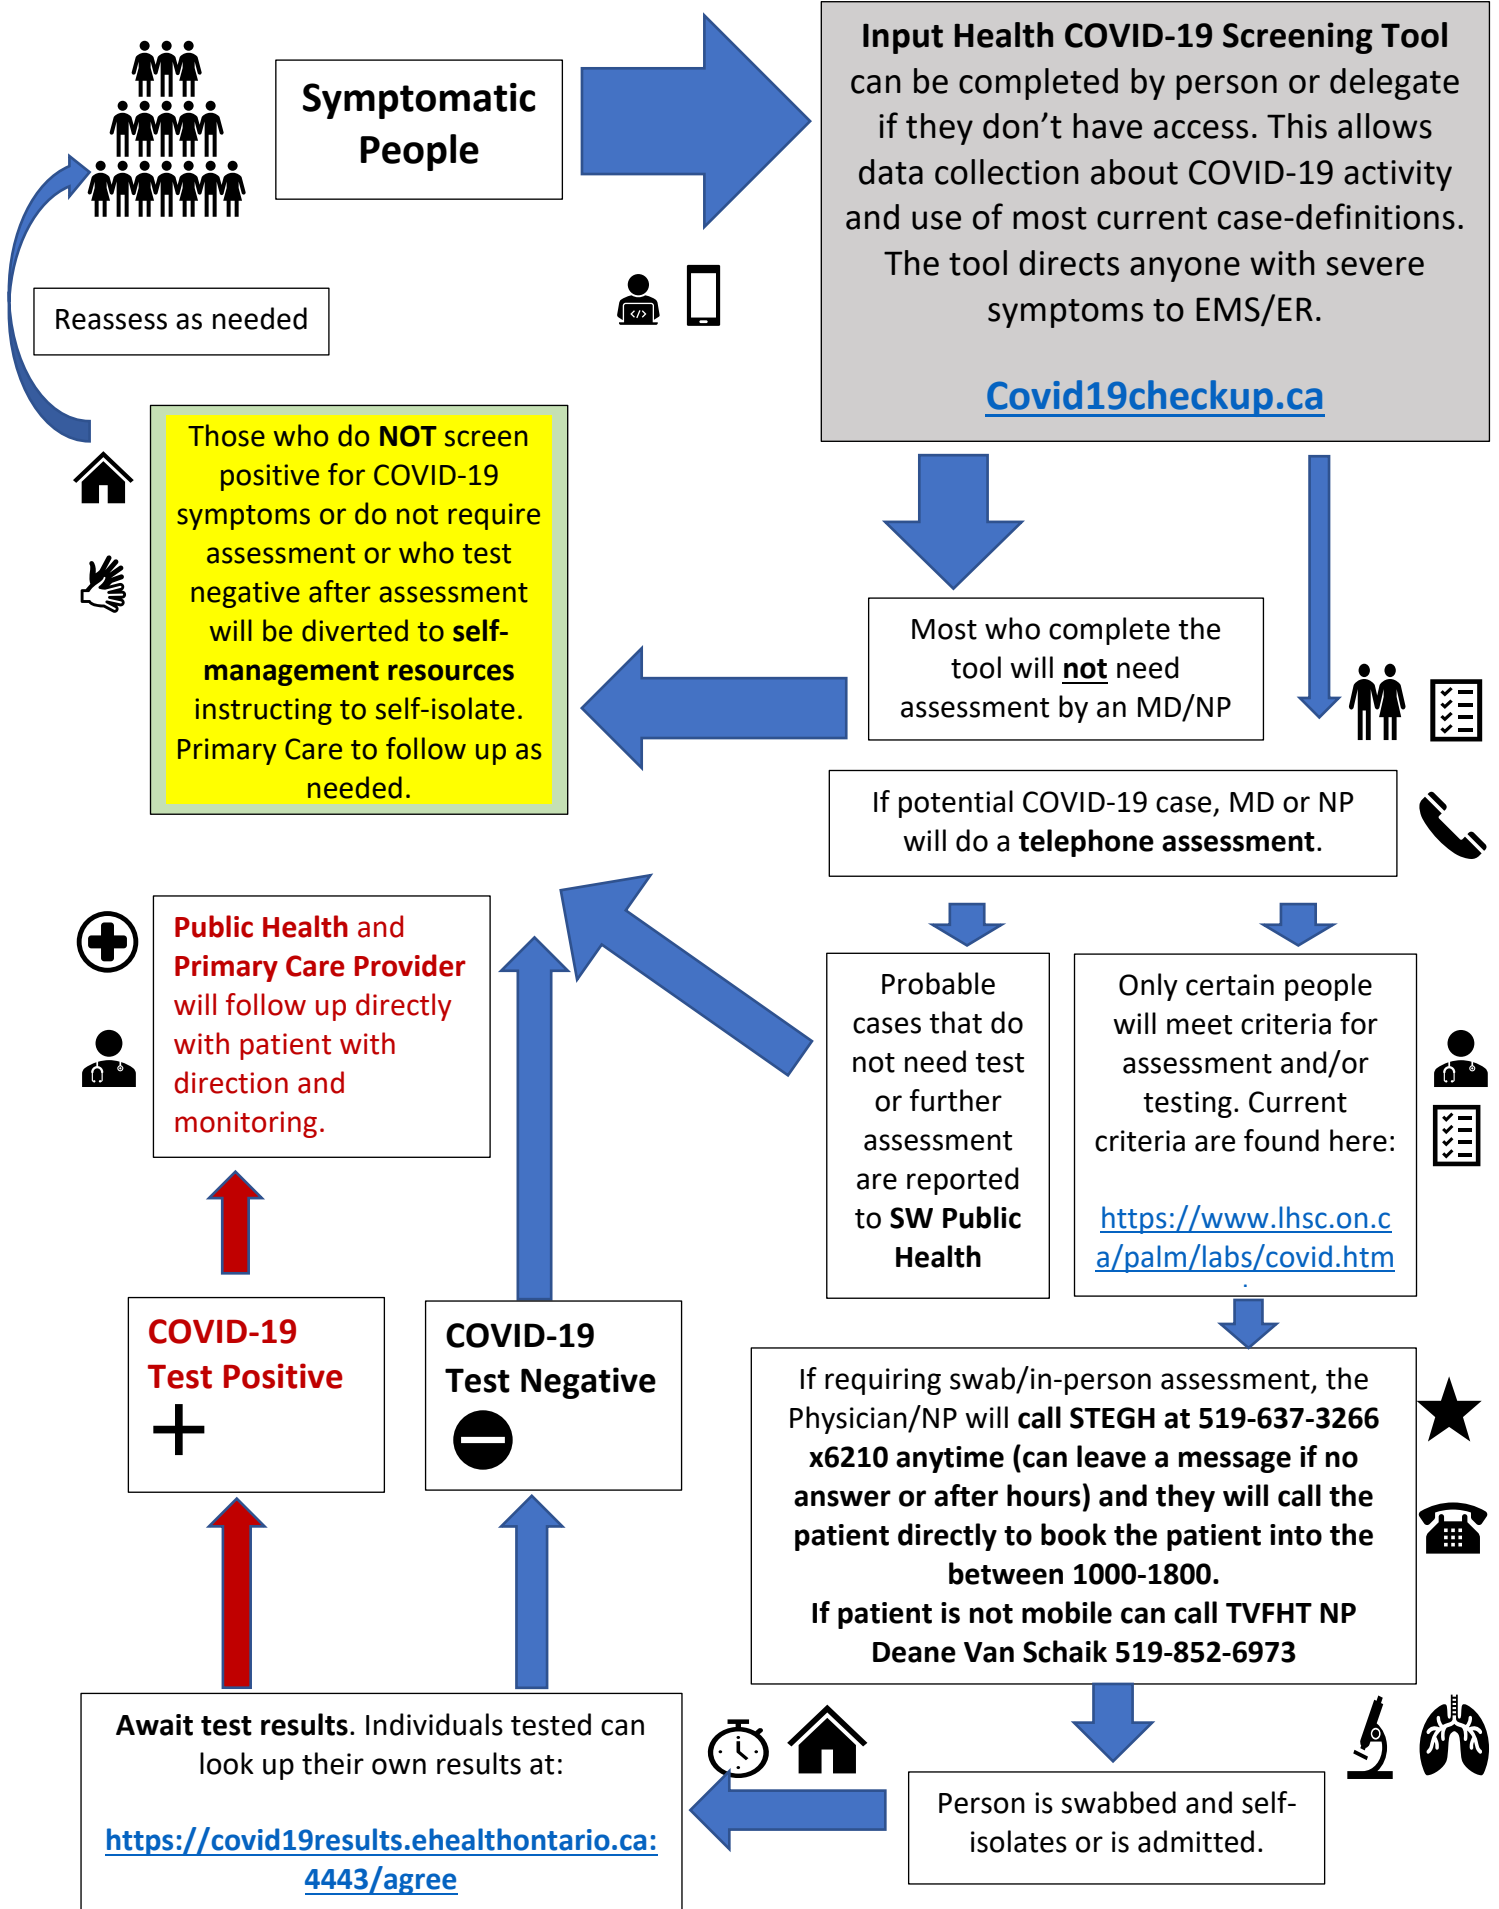 Symptomatic
People
Input Health COVID-19 Screening Tool
can be completed by person or delegate
if they don’t have access. This allows
data collection about COVID-19 activity
and use of most current case-definitions.
The tool directs anyone with severe
symptoms to EMS/ER.
Covid19checkup.ca
Reassess as needed
Those who do NOT screen
positive for COVID-19
symptoms or do not require
assessment or who test
negative after assessment
will be diverted to self-
management resources
instructing to self-isolate.
Primary Care to follow up as
needed.
Most who complete the
tool will not need
assessment by an MD/NP
If potential COVID-19 case, MD or NP
will do a telephone assessment.
Public Health and
Primary Care Provider
will follow up directly
with patient with
direction and
monitoring.
Probable
cases that do
not need test
or further
assessment
are reported
to SW Public
Health
Only certain people
will meet criteria for
assessment and/or
testing. Current
criteria are found here:
https://www.lhsc.on.c
a/palm/labs/covid.htm
COVID-19
Test Positive
COVID-19
Test Negative
If requiring swab/in-person assessment, the
Physician/NP will call STEGH at 519-637-3266
x6210 anytime (can leave a message if no
answer or after hours) and they will call the
patient directly to book the patient into the
between 1000-1800.
If patient is not mobile can call TVFHT NP
Deane Van Schaik 519-852-6973
Await test results. Individuals tested can
look up their own results at:
https://covid19results.ehealthontario.ca:
4443/agree
Person is swabbed and self-
isolates or is admitted.